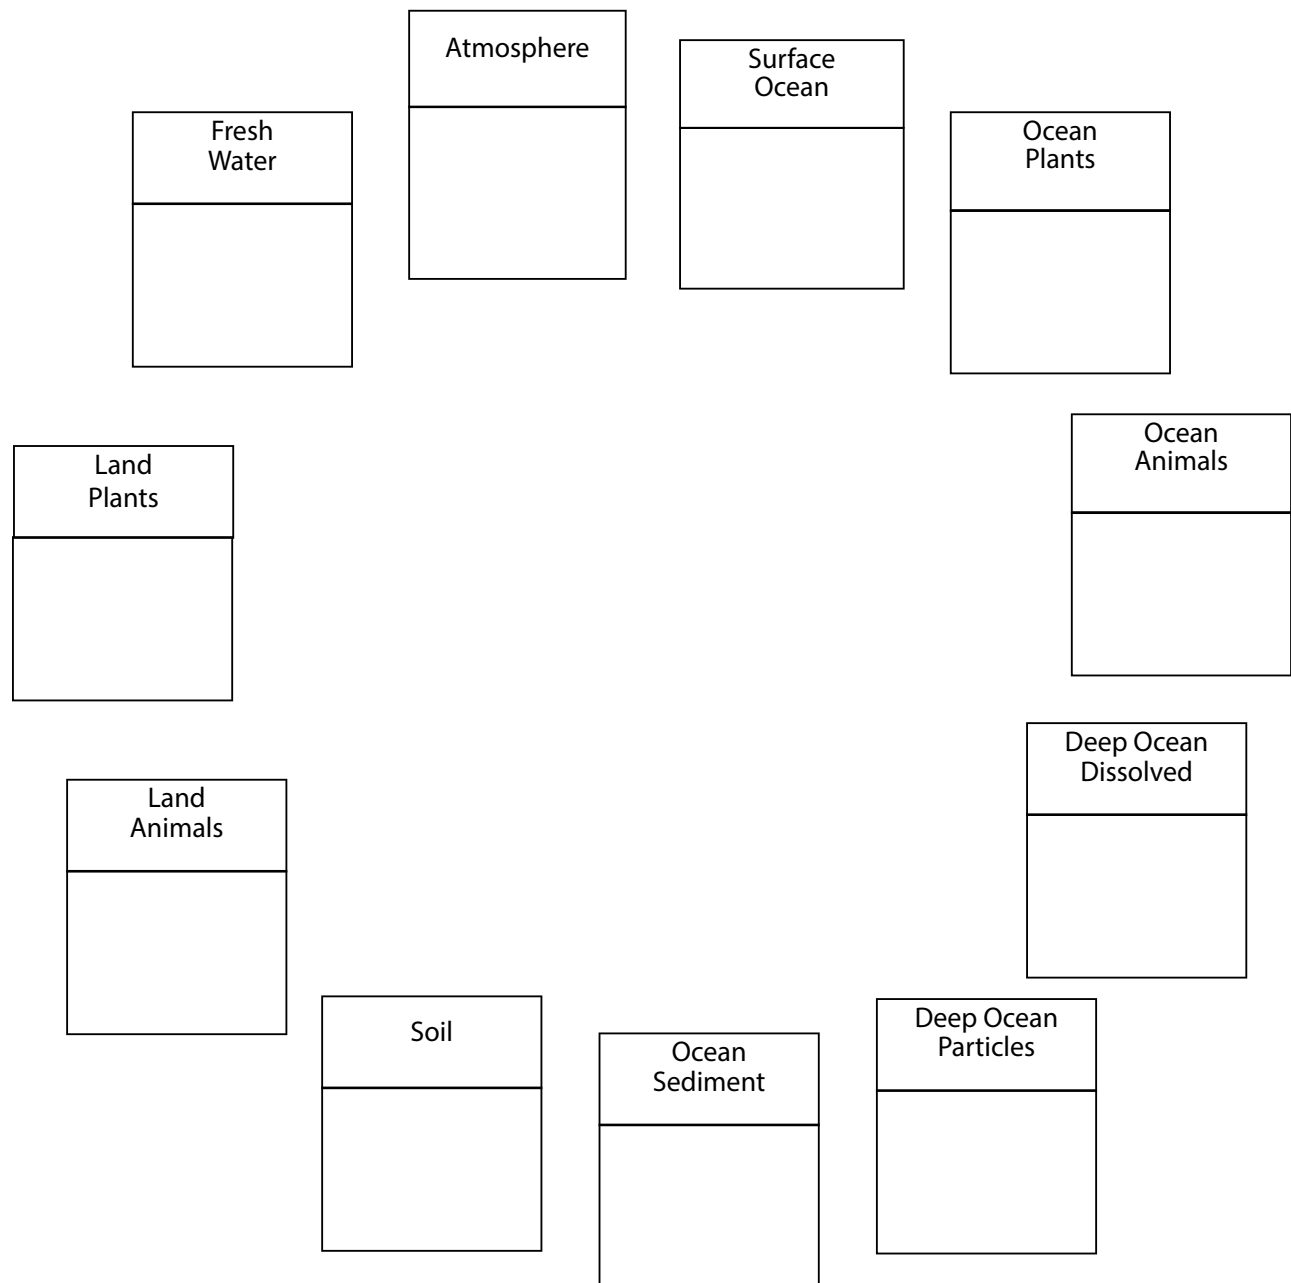 Atmosphere
Surface
Ocean
Fresh
Water
Ocean
Plants
Ocean
Animals
Land
Plants
Deep Ocean
Dissolved
Land
Animals
Soil
Deep Ocean
Particles
Ocean
Sediment